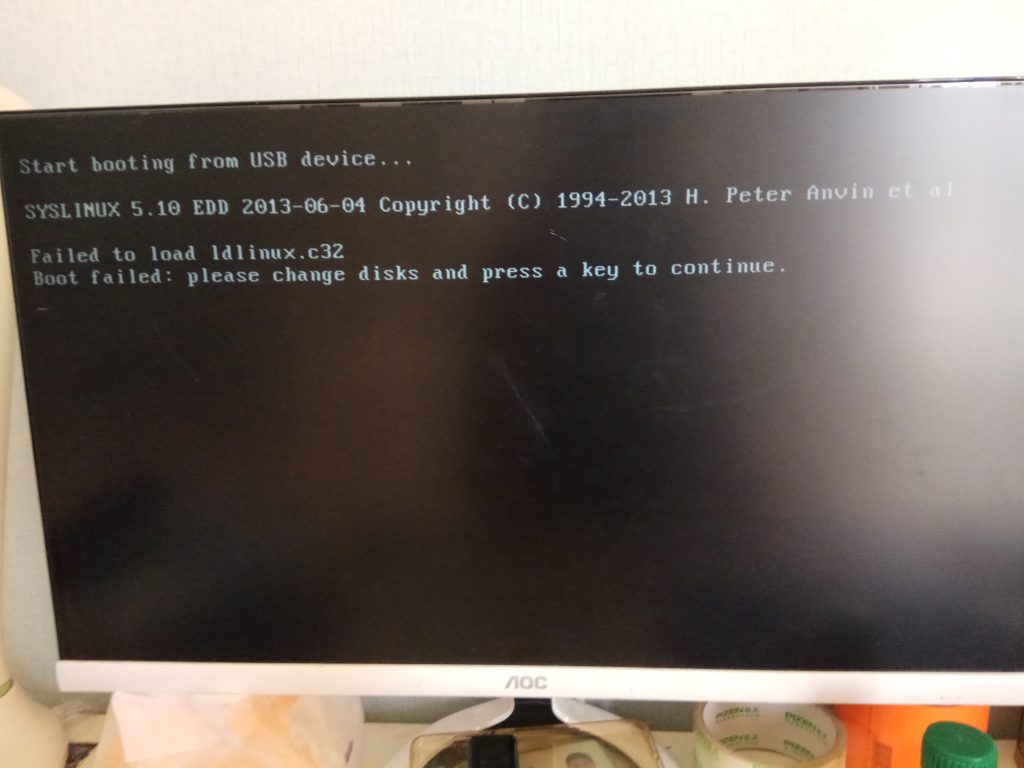 Start booting from USB device...
SYSLINUX 5.10 EDD 2013-06-04 Copyright (C) 1994-2013 H. Peter Anvin et al
Failed to load ldlinux.c32
Boot failed: please change disks and press a key to continue.
_
AOC